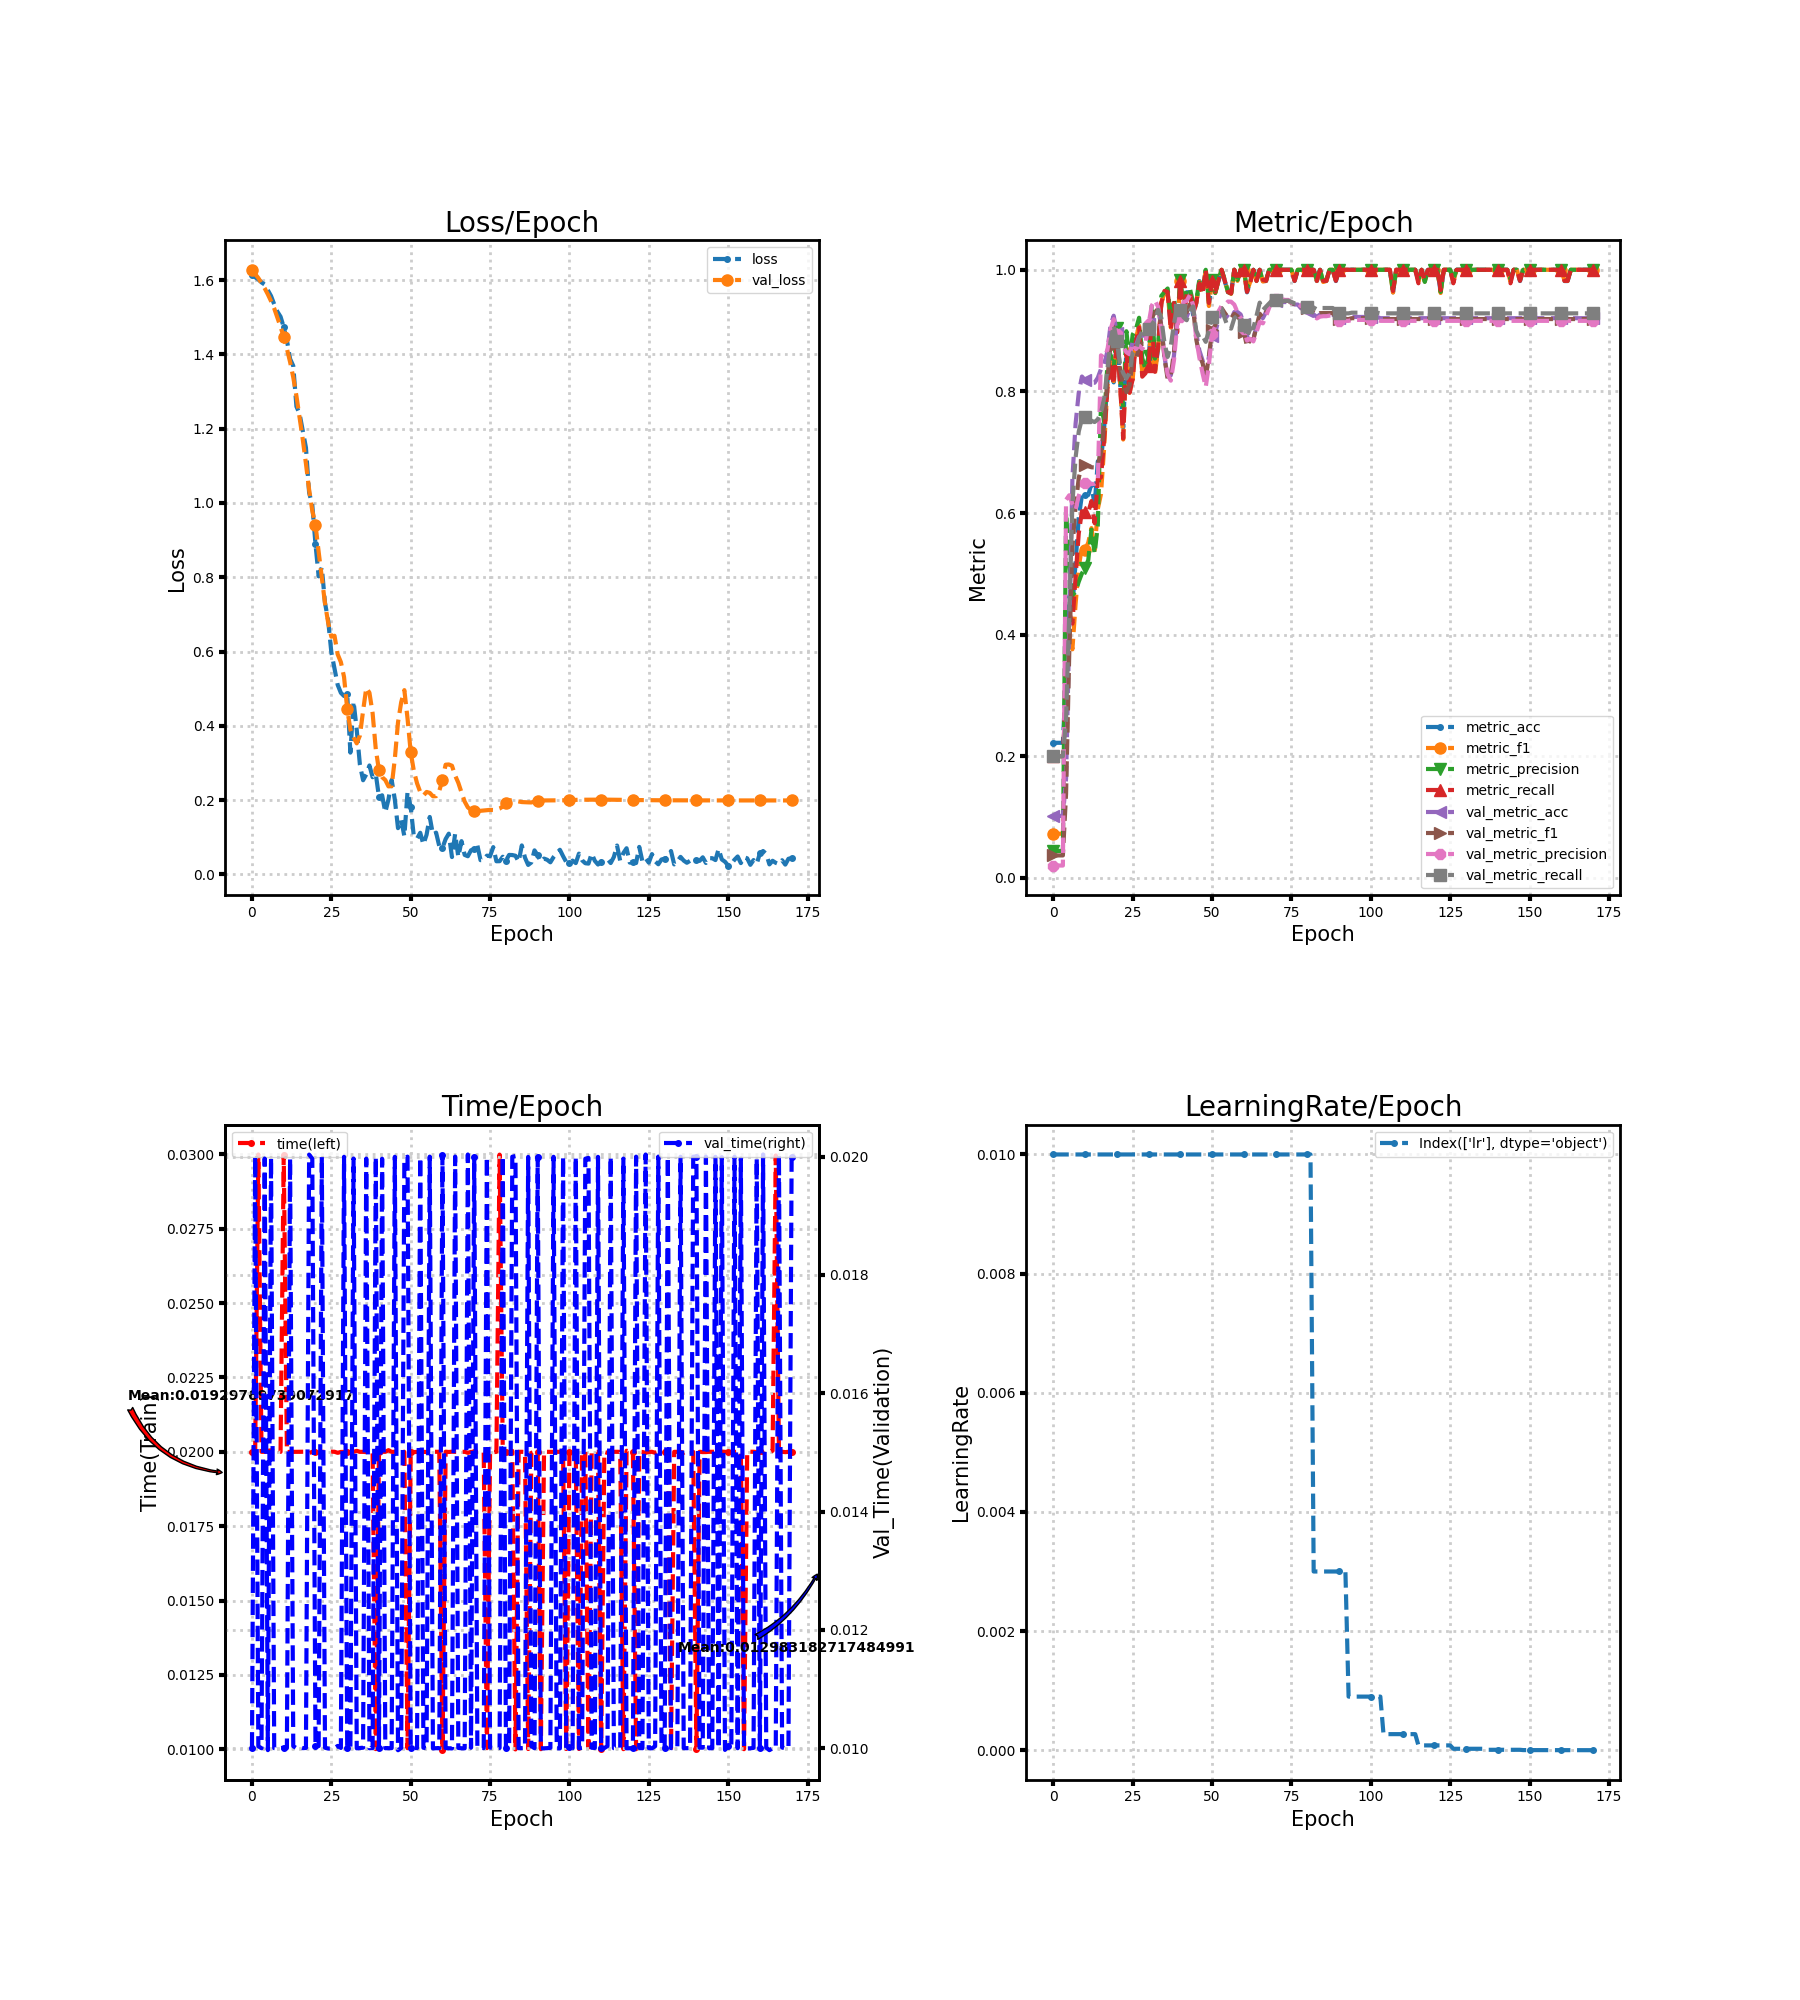 Loss/Epoch
loss
val_loss
1.6
1.4
1.2
1.0
0.8
0.6
0.4
0.2
0.0
Loss
0 25 50 75 100 125 150 175
Epoch
Metric/Epoch
1.0
0.8
0.6
0.4
0.2
0.0
Metric
metric_acc
metric_f1
metric_precision
metric_recall
val_metric_acc
val_metric_f1
val_metric_precision
val_metric_recall
0 25 50 75 100 125 150 175
Epoch
Time/Epoch
time(left)
val_time(right)
0.0300
0.0275
0.0250
0.0225
0.0200
0.0175
0.0150
0.0125
0.0100
Time(Train)
0.020
0.018
0.016
0.014
0.012
0.010
Val_Time(Validation)
0 25 50 75 100 125 150 175
Epoch
LearningRate/Epoch
Index(['lr'], dtype='object')
0.010
0.008
0.006
0.004
0.002
0.000
LearningRate
0 25 50 75 100 125 150 175
Epoch